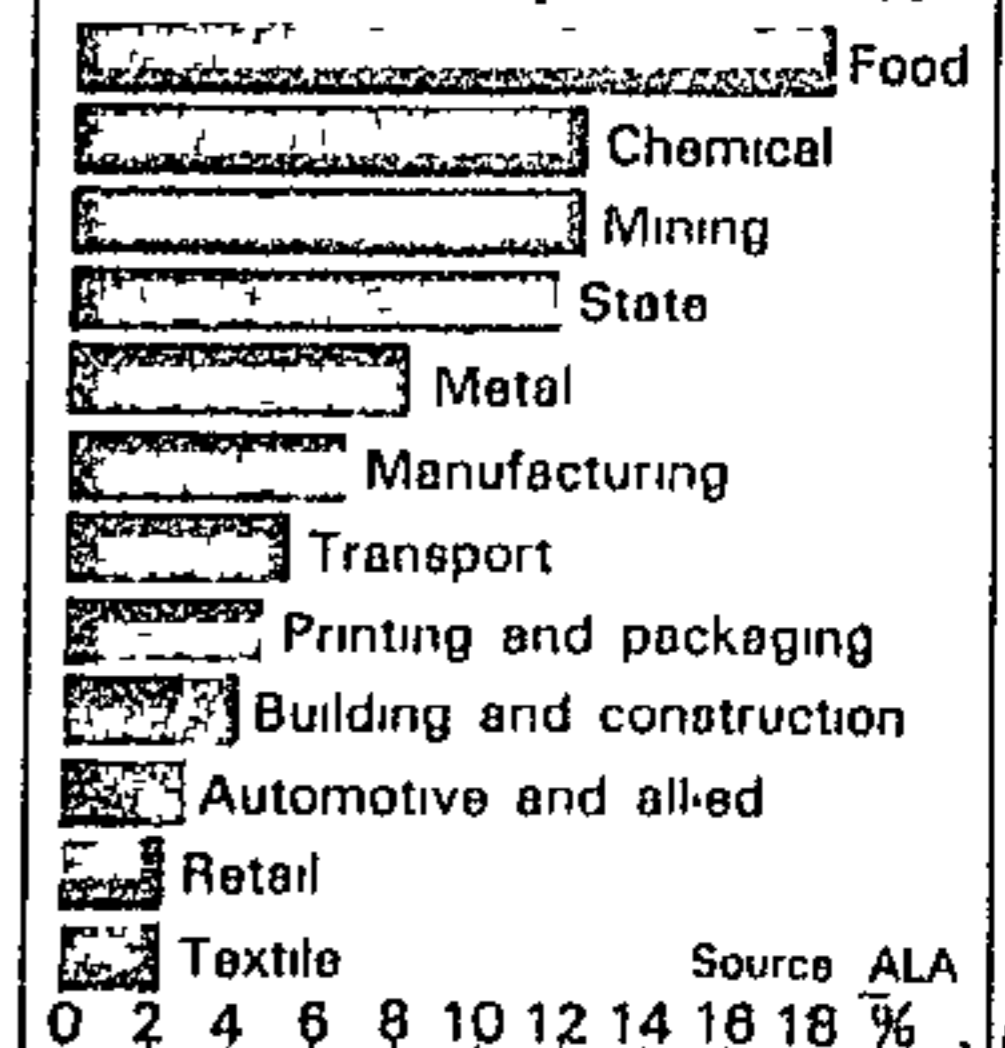 Food
Chemical
Mining
State
Metal
Manufacturing
Transport
Printing and packaging
Building and construction
Automotive and allied
Retail
Textile
Source ALA
0 2 4 6 8 10 12 14 16 18 %